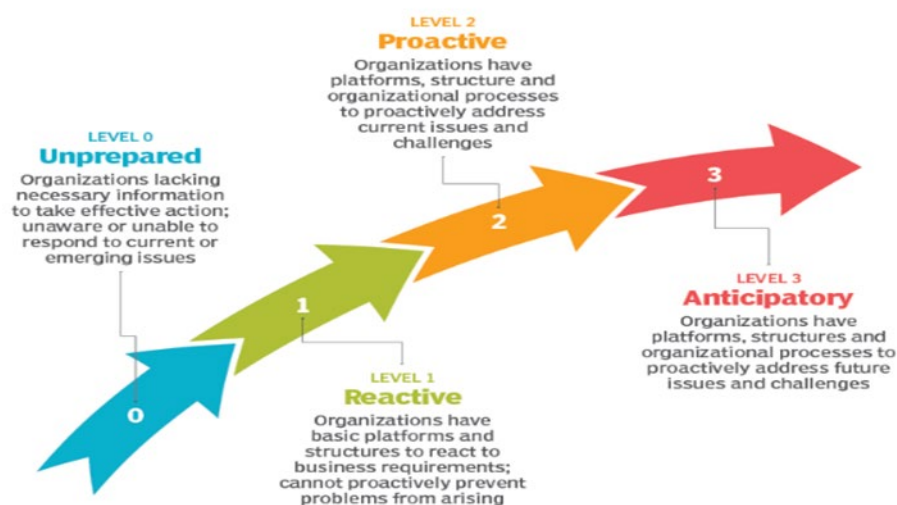 LEVEL 0
Unprepared
Organizations lacking
necessary information
to take effective action;
unaware or unable to
respond to current or
emerging issues
0
LEVEL 1
Reactive
Organizations have
basic platforms and
structures to react to
business requirements;
cannot proactively prevent
problems from arising
1
LEVEL 2
Proactive
Organizations have
platforms, structure and
organizational processes
to proactively address
current issues and
challenges
2
LEVEL 3
Anticipatory
Organizations have
platforms, structures and
organizational processes to
proactively address future
issues and challenges
3